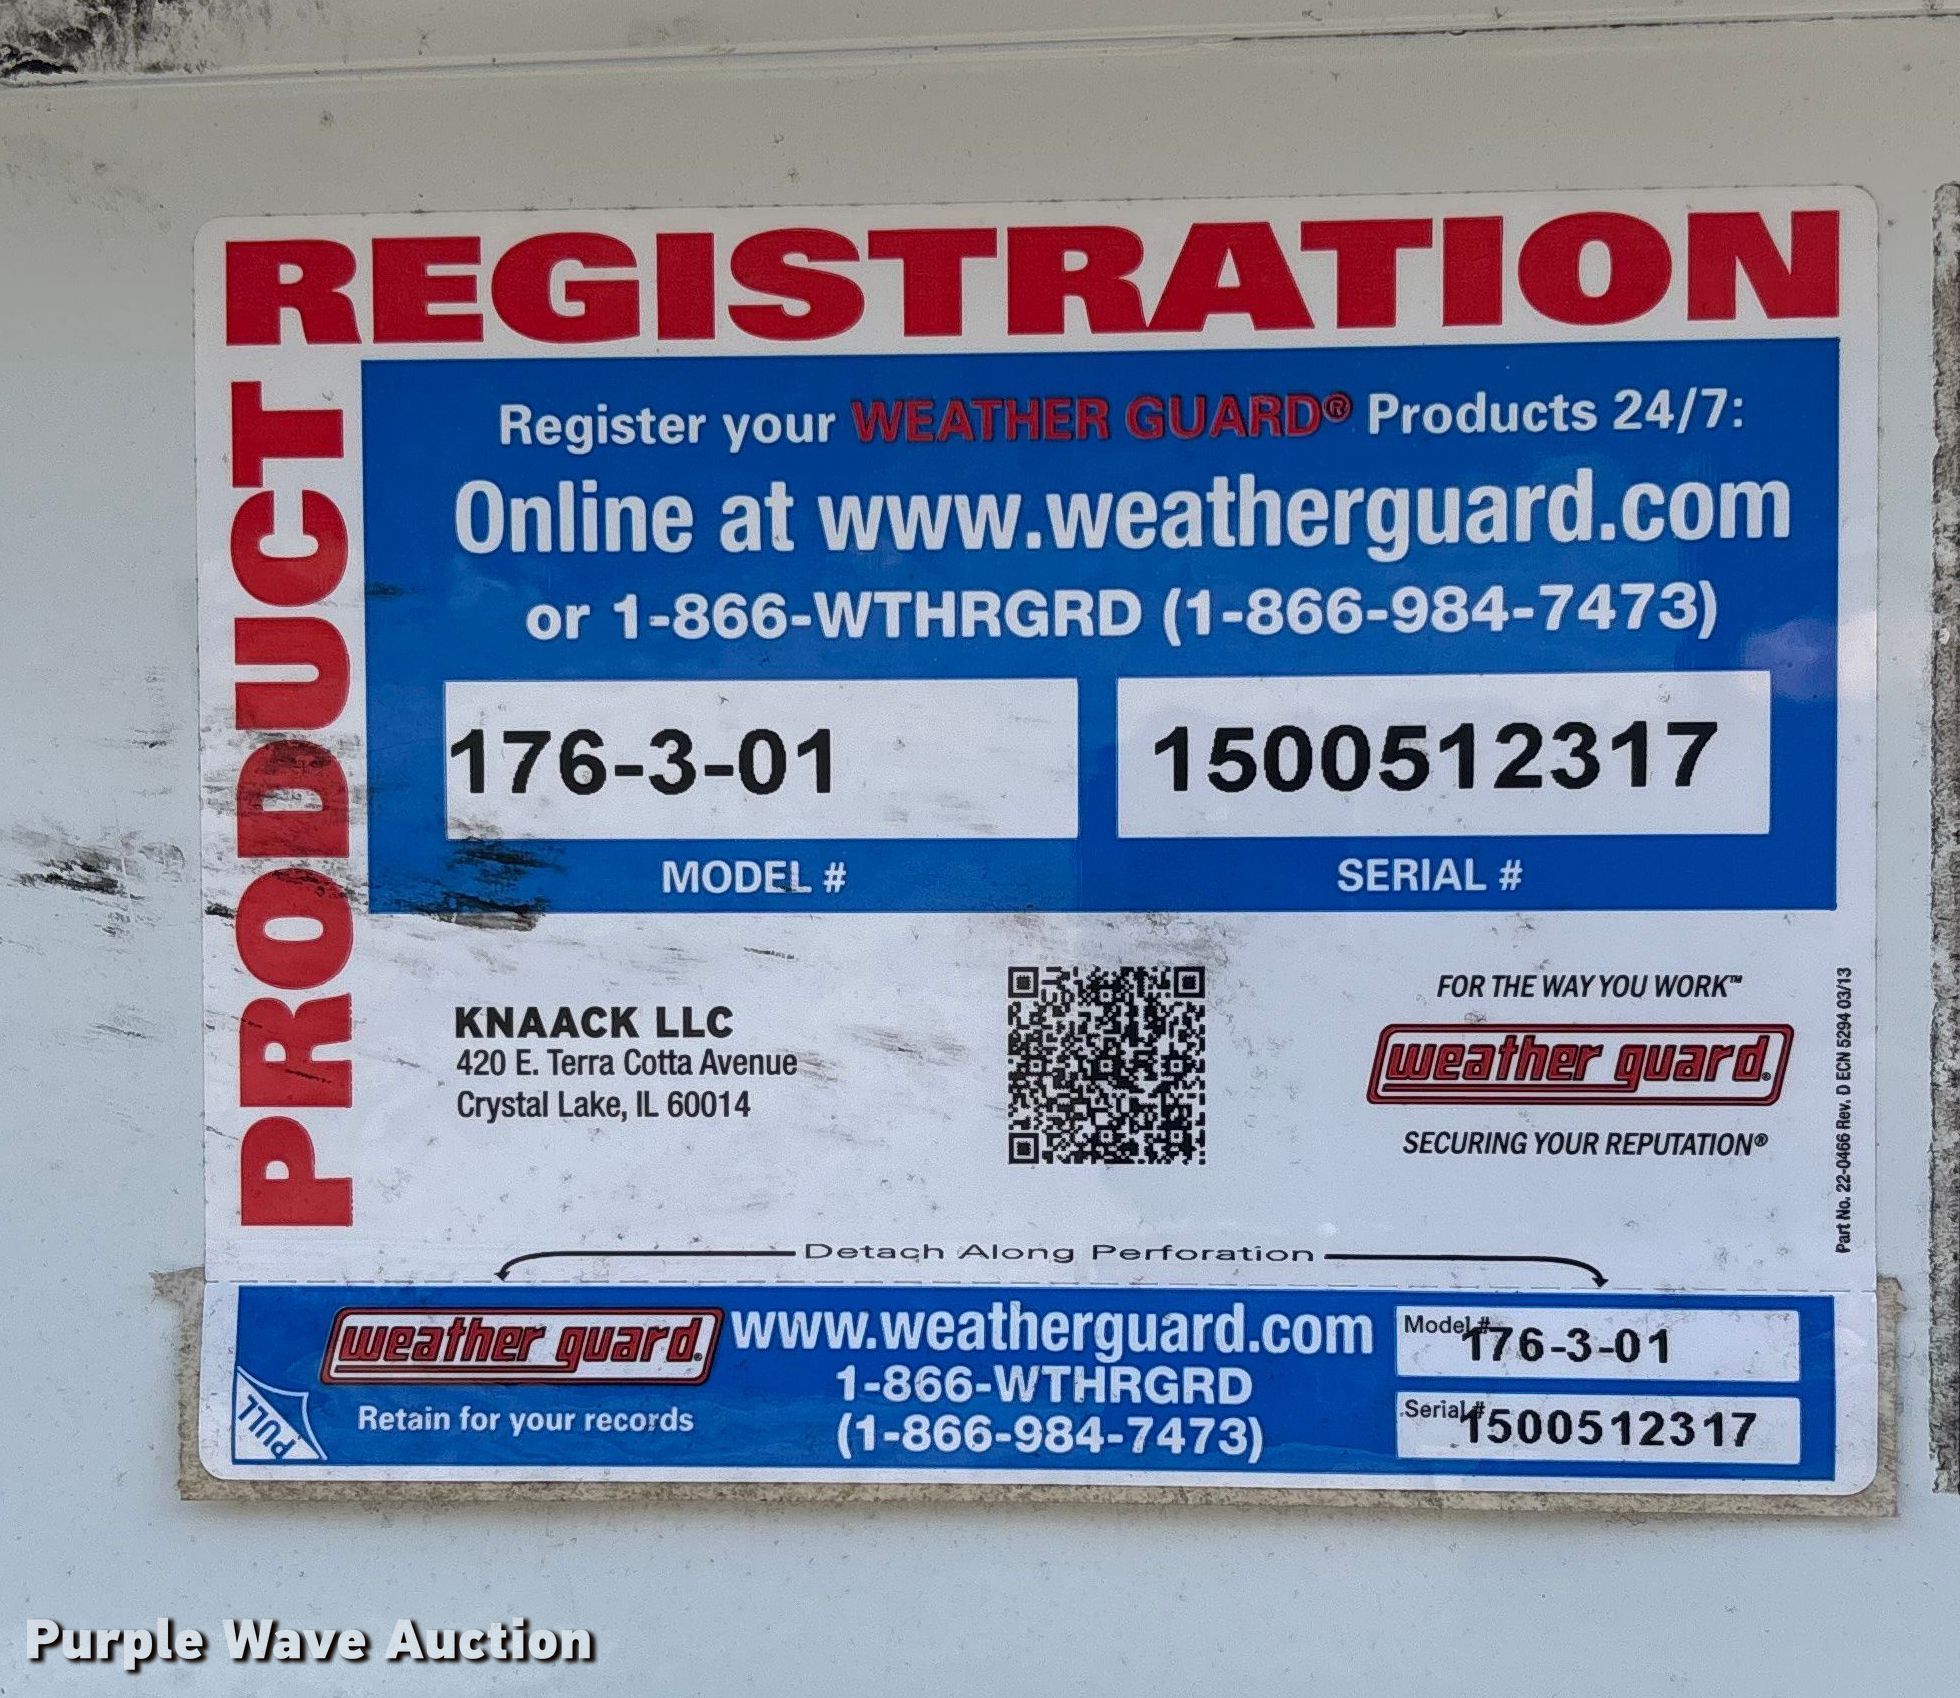 REGISTRATION
PRODUCT
Register your WEATHER GUARD® Products 24/7:
Online at www.weatherguard.com
or 1-866-WTHRGRD (1-866-984-7473)
176-3-01
MODEL #
1500512317
SERIAL #
KNAACK LLC
420 E. Terra Cotta Avenue
Crystal Lake, IL 60014
FOR THE WAY YOU WORK™
weather guard®
SECURING YOUR REPUTATION®
Part No. 22-0466 Rev. D ECN 5294 03/13
Detach Along Perforation
PULL
weather guard.
Retain for your records
www.weatherguard.com
1-866-WTHRGRD
(1-866-984-7473)
Model# 176-3-01
Serial# 1500512317
Purple Wave Auction